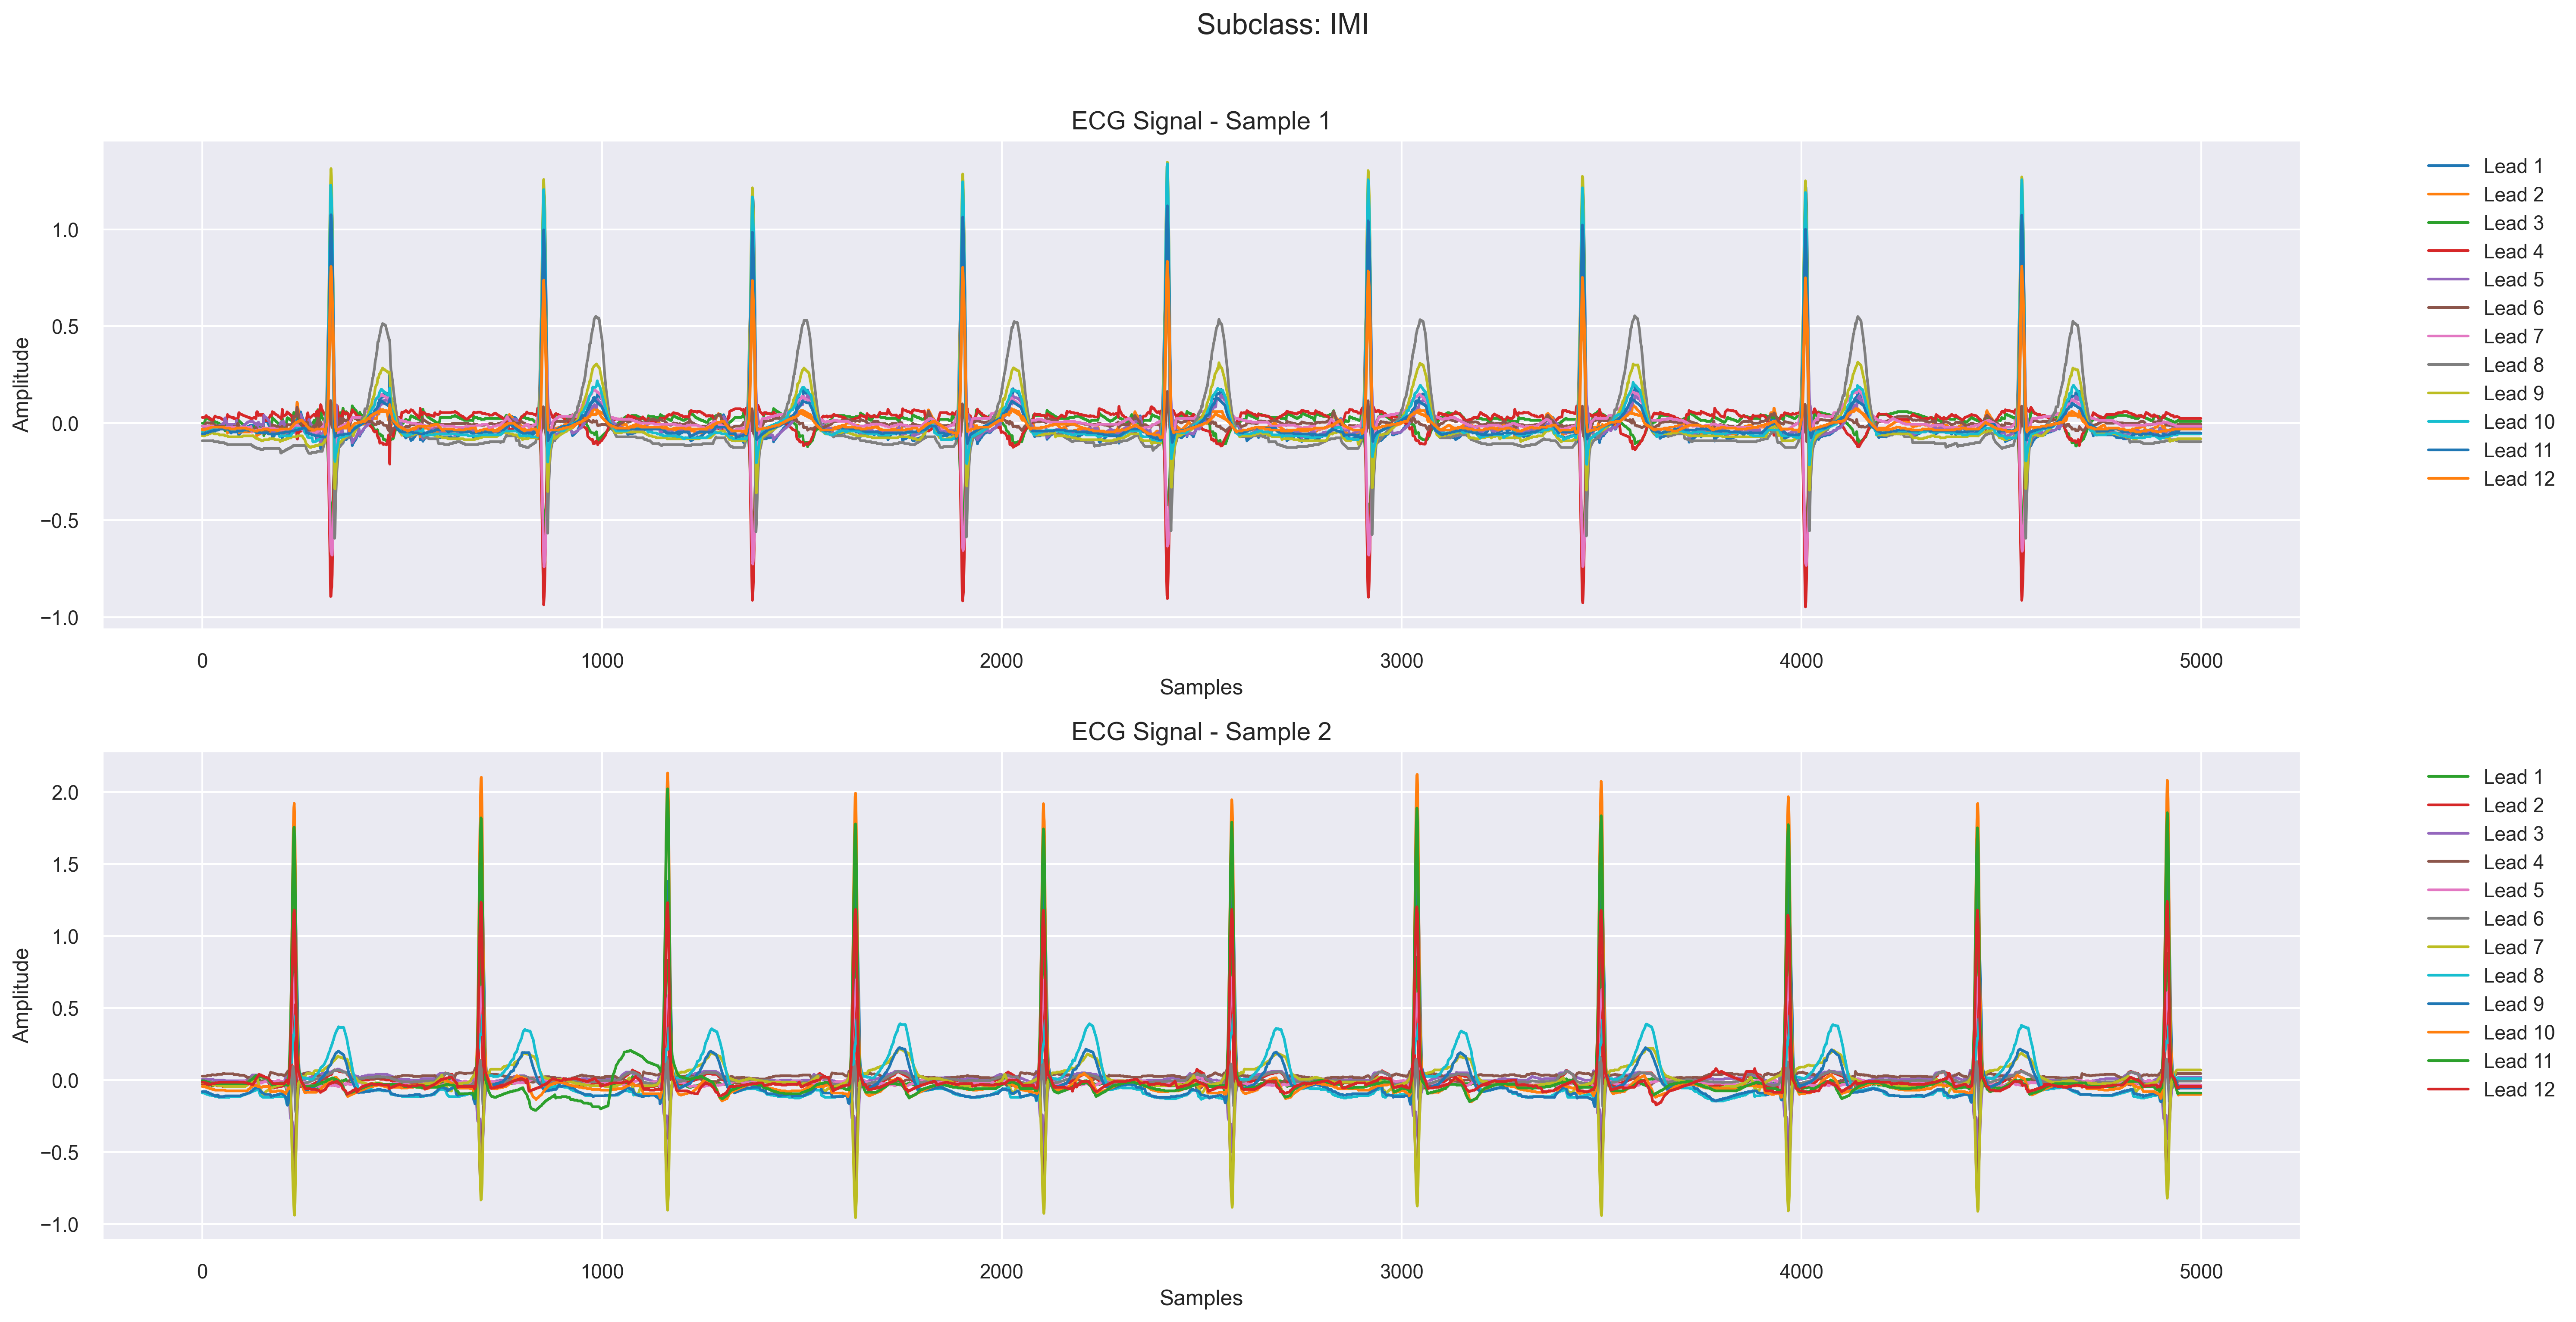 Subclass: IMI
ECG Signal - Sample 1
1.0
0.5
0.0
−0.5
−1.0
Amplitude
0 1000 2000 3000 4000 5000
Samples
Lead 1
Lead 2
Lead 3
Lead 4
Lead 5
Lead 6
Lead 7
Lead 8
Lead 9
Lead 10
Lead 11
Lead 12
ECG Signal - Sample 2
2.0
1.5
1.0
0.5
0.0
−0.5
−1.0
Amplitude
0 1000 2000 3000 4000 5000
Samples
Lead 1
Lead 2
Lead 3
Lead 4
Lead 5
Lead 6
Lead 7
Lead 8
Lead 9
Lead 10
Lead 11
Lead 12